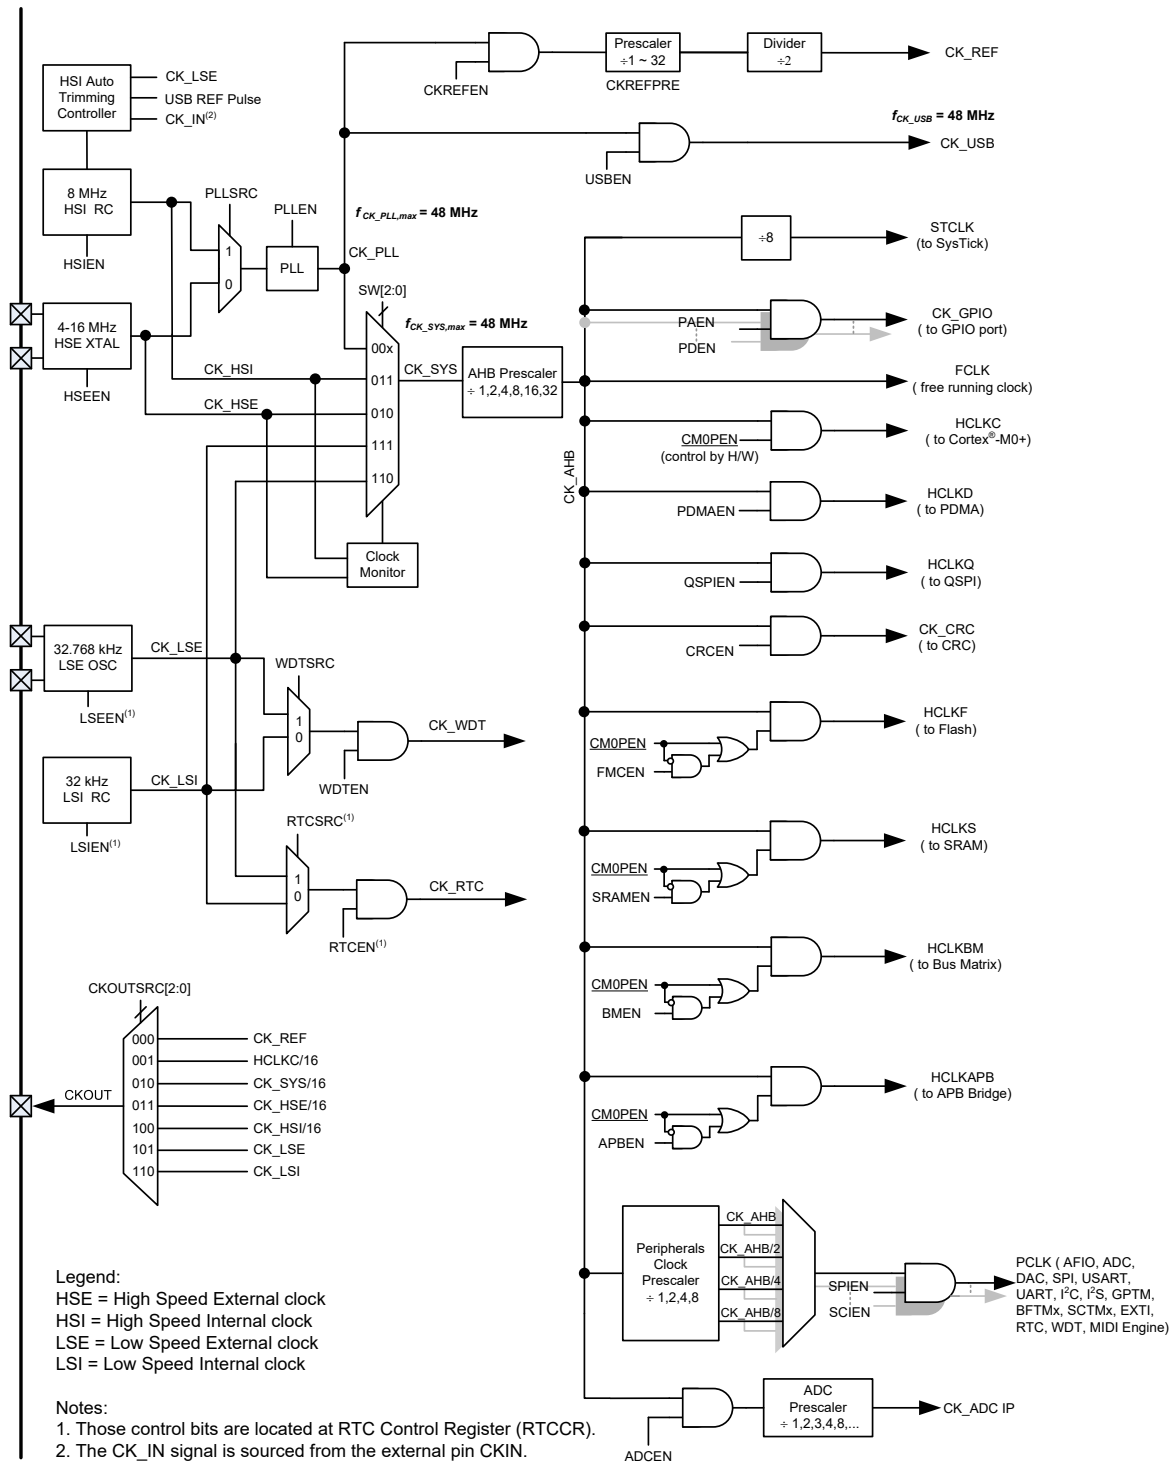 Prescaler
÷1 ~ 32
Divider
÷2
CK_REF
CKREFEN
CKREFPRE
HSI Auto
Trimming
Controller
CK_LSE
USB REF Pulse
CK_IN(2)
fCK_USB = 48 MHz
CK_USB
USBEN
8 MHz
HSI RC
HSIEN
PLLSRC
1
0
PLLEN
PLL
fCK_PLL,max = 48 MHz
CK_PLL
4-16 MHz
HSE XTAL
HSEEN
SW[2:0]
fCK_SYS,max = 48 MHz
00x
011
010
111
110
CK_HSI
CK_HSE
CK_SYS
AHB Prescaler
÷ 1,2,4,8,16,32
Clock
Monitor
CK_AHB
÷8
STCLK
(to SysTick)
PAEN
PDEN
CK_GPIO
( to GPIO port)
FCLK
( free running clock)
CM0PEN
(control by H/W)
HCLKC
( to Cortex®-M0+)
PDMAEN
HCLKD
( to PDMA)
QSPIEN
HCLKQ
( to QSPI)
CRCEN
CK_CRC
( to CRC)
32.768 kHz
LSE OSC
CK_LSE
LSEEN(1)
WDTSRC
1
0
CK_WDT
WDTEN
32 kHz
LSI RC
CK_LSI
LSIEN(1)
RTCSRC(1)
1
0
CK_RTC
RTCEN(1)
CM0PEN
FMCEN
HCLKF
( to Flash)
CM0PEN
SRAMEN
HCLKS
( to SRAM)
CM0PEN
BMEN
HCLKBM
( to Bus Matrix)
CM0PEN
APBEN
HCLKAPB
( to APB Bridge)
CKOUTSRC[2:0]
CKOUT
000 CK_REF
001 HCLKC/16
010 CK_SYS/16
011 CK_HSE/16
100 CK_HSI/16
101 CK_LSE
110 CK_LSI
Peripherals
Clock
Prescaler
÷ 1,2,4,8
CK_AHB
CK_AHB/2
CK_AHB/4
CK_AHB/8
SPIEN
SCIEN
PCLK ( AFIO, ADC,
DAC, SPI, USART,
UART, I²C, I²S, GPTM,
BFTMx, SCTMx, EXTI,
RTC, WDT, MIDI Engine)
ADCEN
ADC
Prescaler
÷ 1,2,3,4,8,...
CK_ADC IP
Legend:
HSE = High Speed External clock
HSI = High Speed Internal clock
LSE = Low Speed External clock
LSI = Low Speed Internal clock
Notes:
1. Those control bits are located at RTC Control Register (RTCCR).
2. The CK_IN signal is sourced from the external pin CKIN.